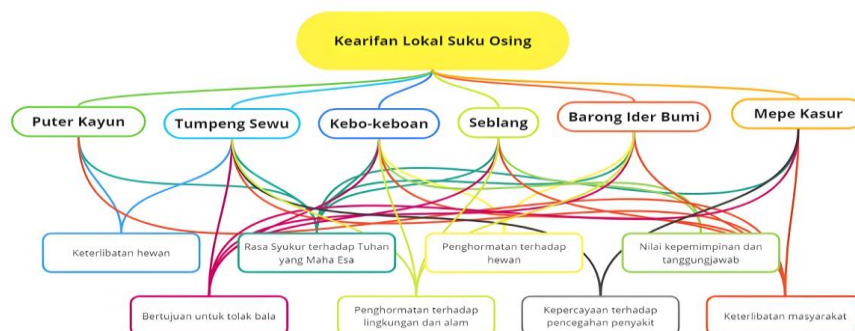 Kearifan Lokal Suku Osing
Puter Kayun
Tumpeng Sewu
Kebo-keboan
Seblang
Barong Ider Bumi
Mepe Kasur
Keterlibatan hewan
Rasa Syukur terhadap Tuhan
yang Maha Esa
Penghormatan terhadap
hewan
Nilai kepemimpinan dan
tanggungjawab
Bertujuan untuk tolak bala
Penghormatan terhadap
lingkungan dan alam
Kepercayaan terhadap
pencegahan penyakit
Keterlibatan masyarakat